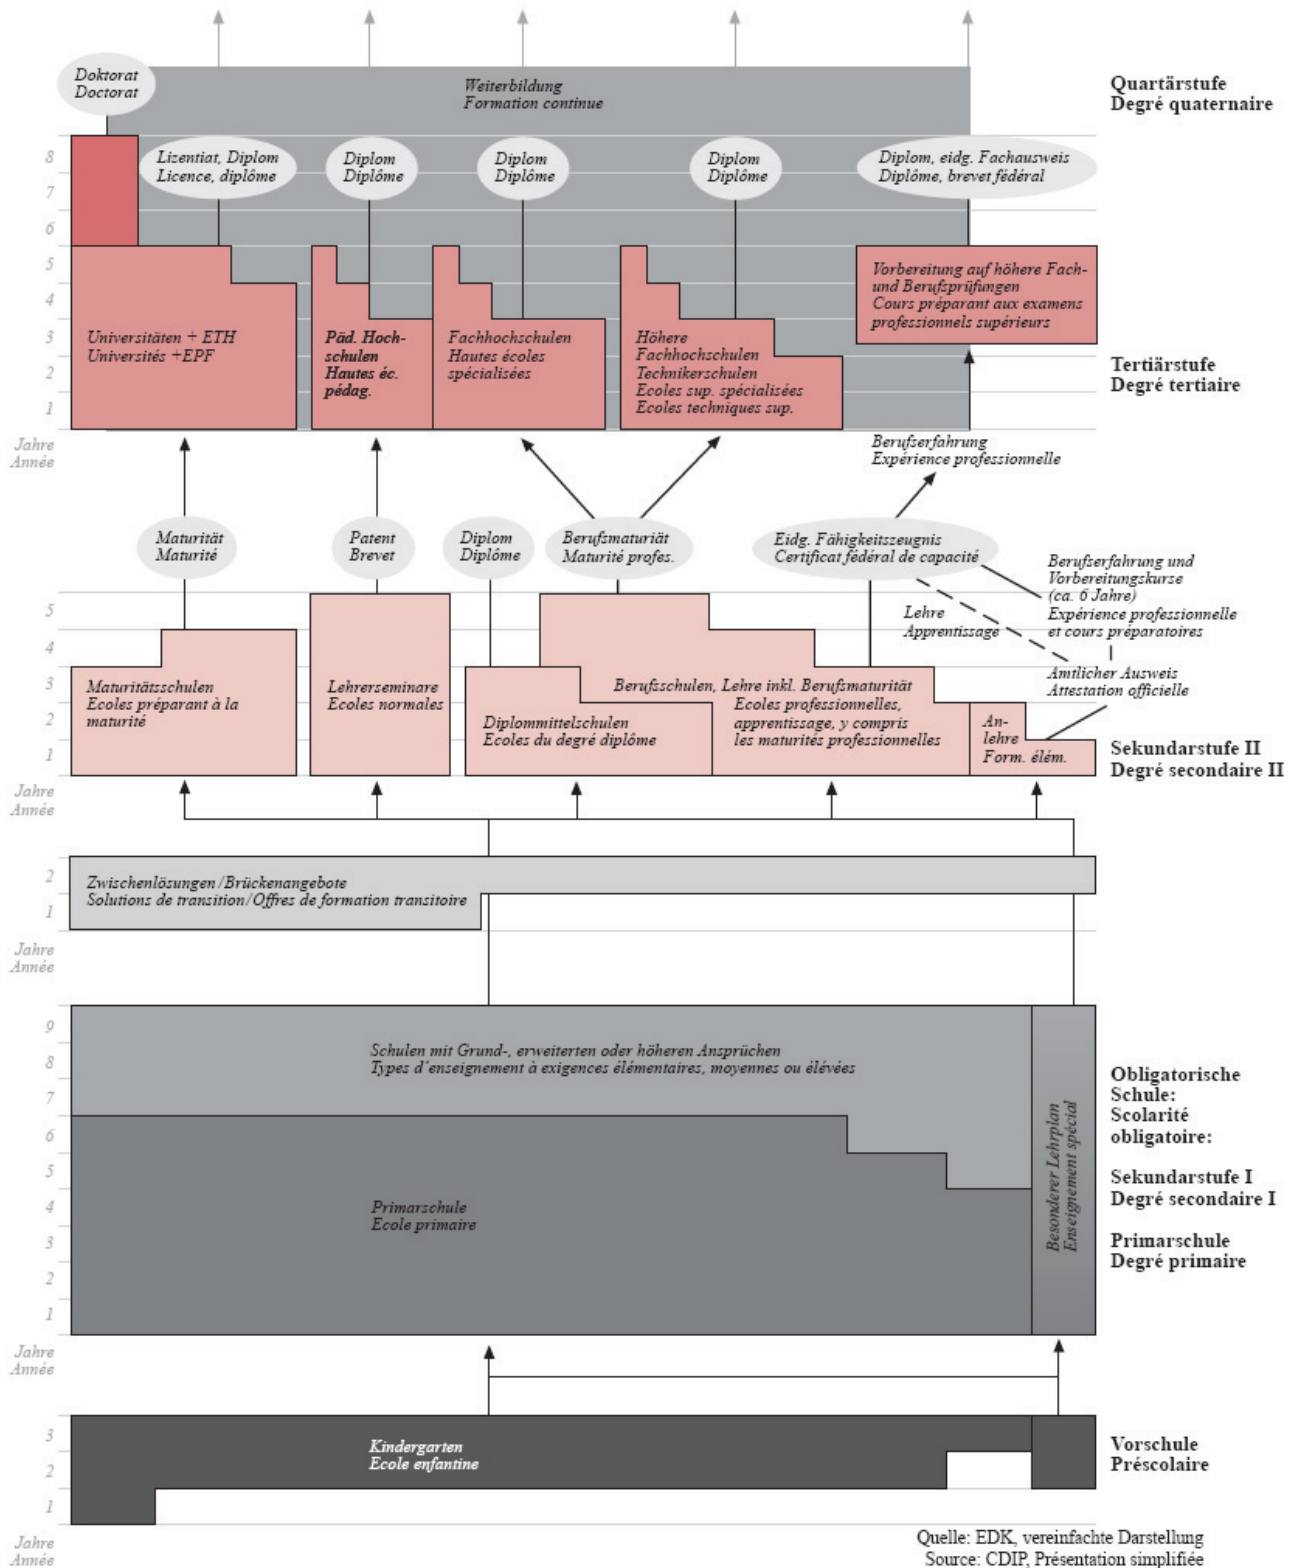 Doktorat
Doctorat
Weiterbildung
Formation continue
Quartärstufe
Degré quaternaire
8
7
6
5
4
3
2
1
Jahre
Année
Lizentiat, Diplom
Licence, diplôme
Diplom
Diplôme
Diplom
Diplôme
Diplom
Diplôme
Diplom, eidg. Fachausweis
Diplôme, brevet fédéral
Universitäten + ETH
Universités +EPF
Päd. Hoch-
schulen
Hautes éc.
pédag.
Fachhochschulen
Hautes écoles
spécialisées
Höhere
Fachhochschulen
Technikerschulen
Ecoles sup. spécialisées
Ecoles techniques sup.
Vorbereitung auf höhere Fach-
und Berufsprüfungen
Cours préparant aux examens
professionnels supérieurs
Tertiärstufe
Degré tertiaire
Berufserfahrung
Expérience professionnelle
Maturität
Maturité
Patent
Brevet
Diplom
Diplôme
Berufsmaturiät
Maturité profes.
Eidg. Fähigkeitszeugnis
Certificat fédéral de capacité
Berufserfahrung und
Vorbereitungskurse
(ca. 6 Jahre)
Expérience professionnelle
et cours préparatoires
Lehre
Apprentissage
Amtlicher Ausweis
Attestation officielle
5
4
3
2
1
Jahre
Année
Maturitätsschulen
Ecoles préparant à la
maturité
Lehrerseminare
Ecoles normales
Diplommittelschulen
Ecoles du degré diplôme
Berufsschulen, Lehre inkl. Berufsmaturität
Ecoles professionnelles,
apprentissage, y compris
les maturités professionnelles
An-
lehre
Form. élém.
Sekundarstufe II
Degré secondaire II
2
1
Jahre
Année
Zwischenlösungen/Brückenangebote
Solutions de transition/Offres de formation transitoire
9
8
7
6
5
4
3
2
1
Jahre
Année
Schulen mit Grund-, erweiterten oder höheren Ansprüchen
Types d'enseignement à exigences élémentaires, moyennes ou élévées
Primarschule
Ecole primaire
Besonderer Lehrplan
Enseignement spécial
Obligatorische
Schule:
Scolarité
obligatoire:
Sekundarstufe I
Degré secondaire I
Primarschule
Degré primaire
3
2
1
Jahre
Année
Kindergarten
Ecole enfantine
Vorschule
Préscolaire
Quelle: EDK, vereinfachte Darstellung
Source: CDIP, Présentation simplifiée